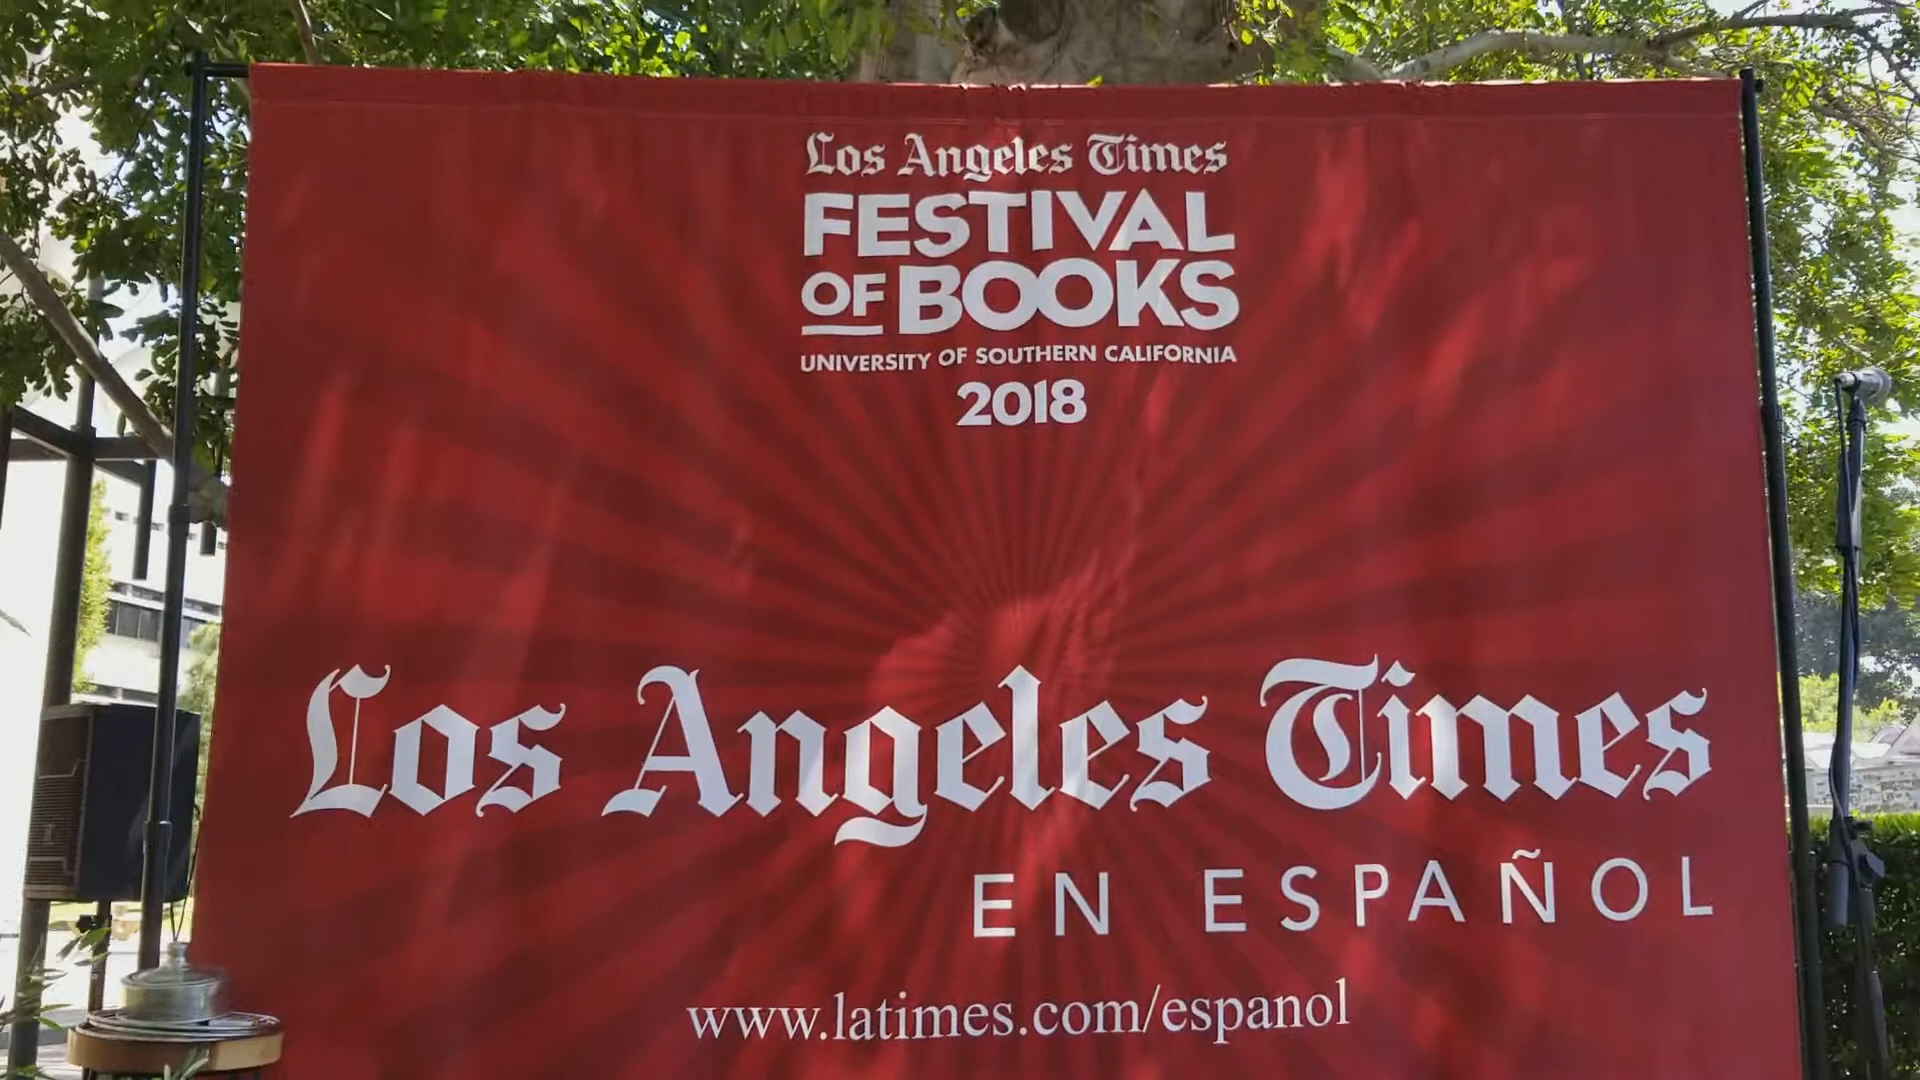 Los Angeles Times
FESTIVAL
OF BOOKS
UNIVERSITY OF SOUTHERN CALIFORNIA
2018
Los Angeles Times
EN ESPAÑOL
www.latimes.com/espanol